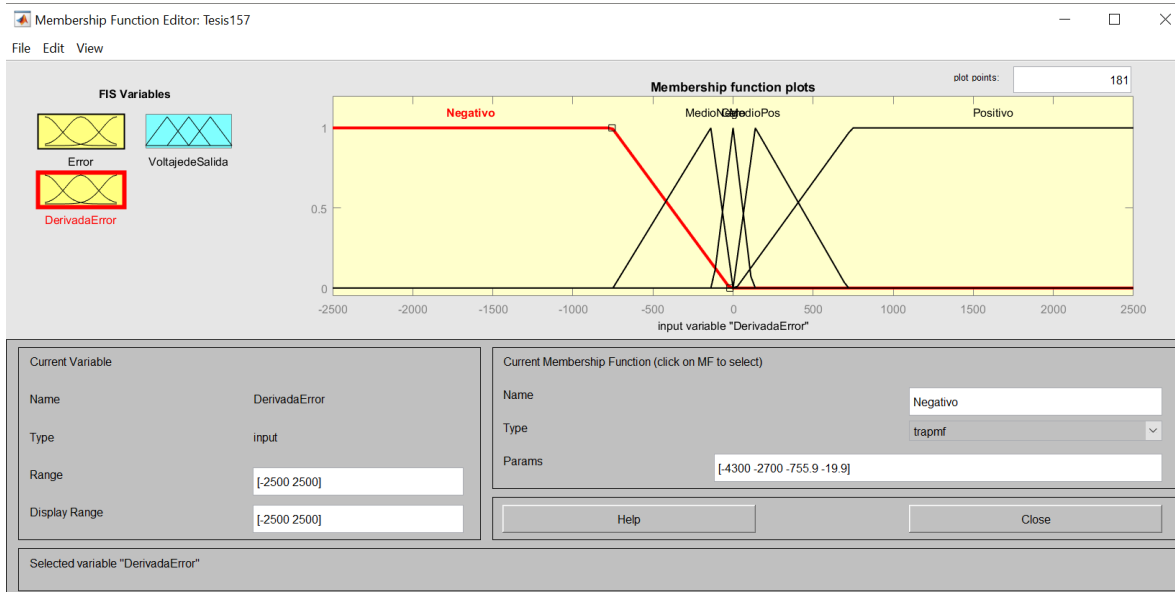 Membership Function Editor: Tesis157
File Edit View
FIS Variables
Error
VoltajedeSalida
DerivadaError
Membership function plots
plot points:
181
Negativo
MedioPos
Positivo
1
0.5
0
-2500 -2000 -1500 -1000 -500 0 500 1000 1500 2000 2500
input variable "DerivadaError"
Current Variable
Name DerivadaError
Type input
Range [-2500 2500]
Display Range [-2500 2500]
Current Membership Function (click on MF to select)
Name Negativo
Type trapmf
Params [-4300 -2700 -755.9 -19.9]
Help
Close
Selected variable "DerivadaError"